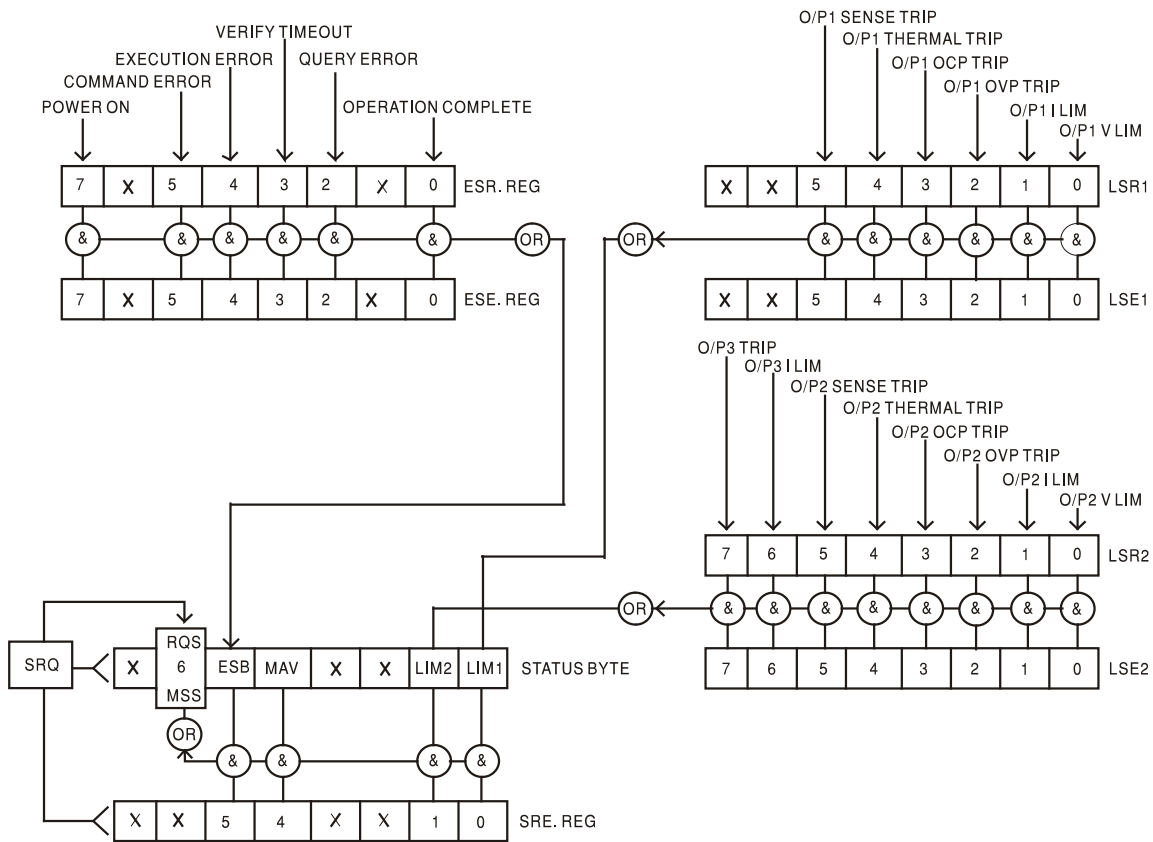 VERIFY TIMEOUT
EXECUTION ERROR QUERY ERROR
COMMAND ERROR
POWER ON OPERATION COMPLETE
7 X 5 4 3 2 X 0 ESR. REG
& & & & & & OR
7 X 5 4 3 2 X 0 ESE. REG
O/P1 SENSE TRIP
O/P1 THERMAL TRIP
O/P1 OCP TRIP
O/P1 OVP TRIP
O/P1 I LIM
O/P1 V LIM
X X 5 4 3 2 1 0 LSR1
OR & & & & & &
X X 5 4 3 2 1 0 LSE1
O/P3 TRIP
O/P3 I LIM
O/P2 SENSE TRIP
O/P2 THERMAL TRIP
O/P2 OCP TRIP
O/P2 OVP TRIP
O/P2 I LIM
O/P2 V LIM
7 6 5 4 3 2 1 0 LSR2
OR & & & & & & & &
7 6 5 4 3 2 1 0 LSE2
SRQ
RQS
X 6 ESB MAV X X LIM2 LIM1 STATUS BYTE
MSS
OR
& & & &
X X 5 4 X X 1 0 SRE. REG